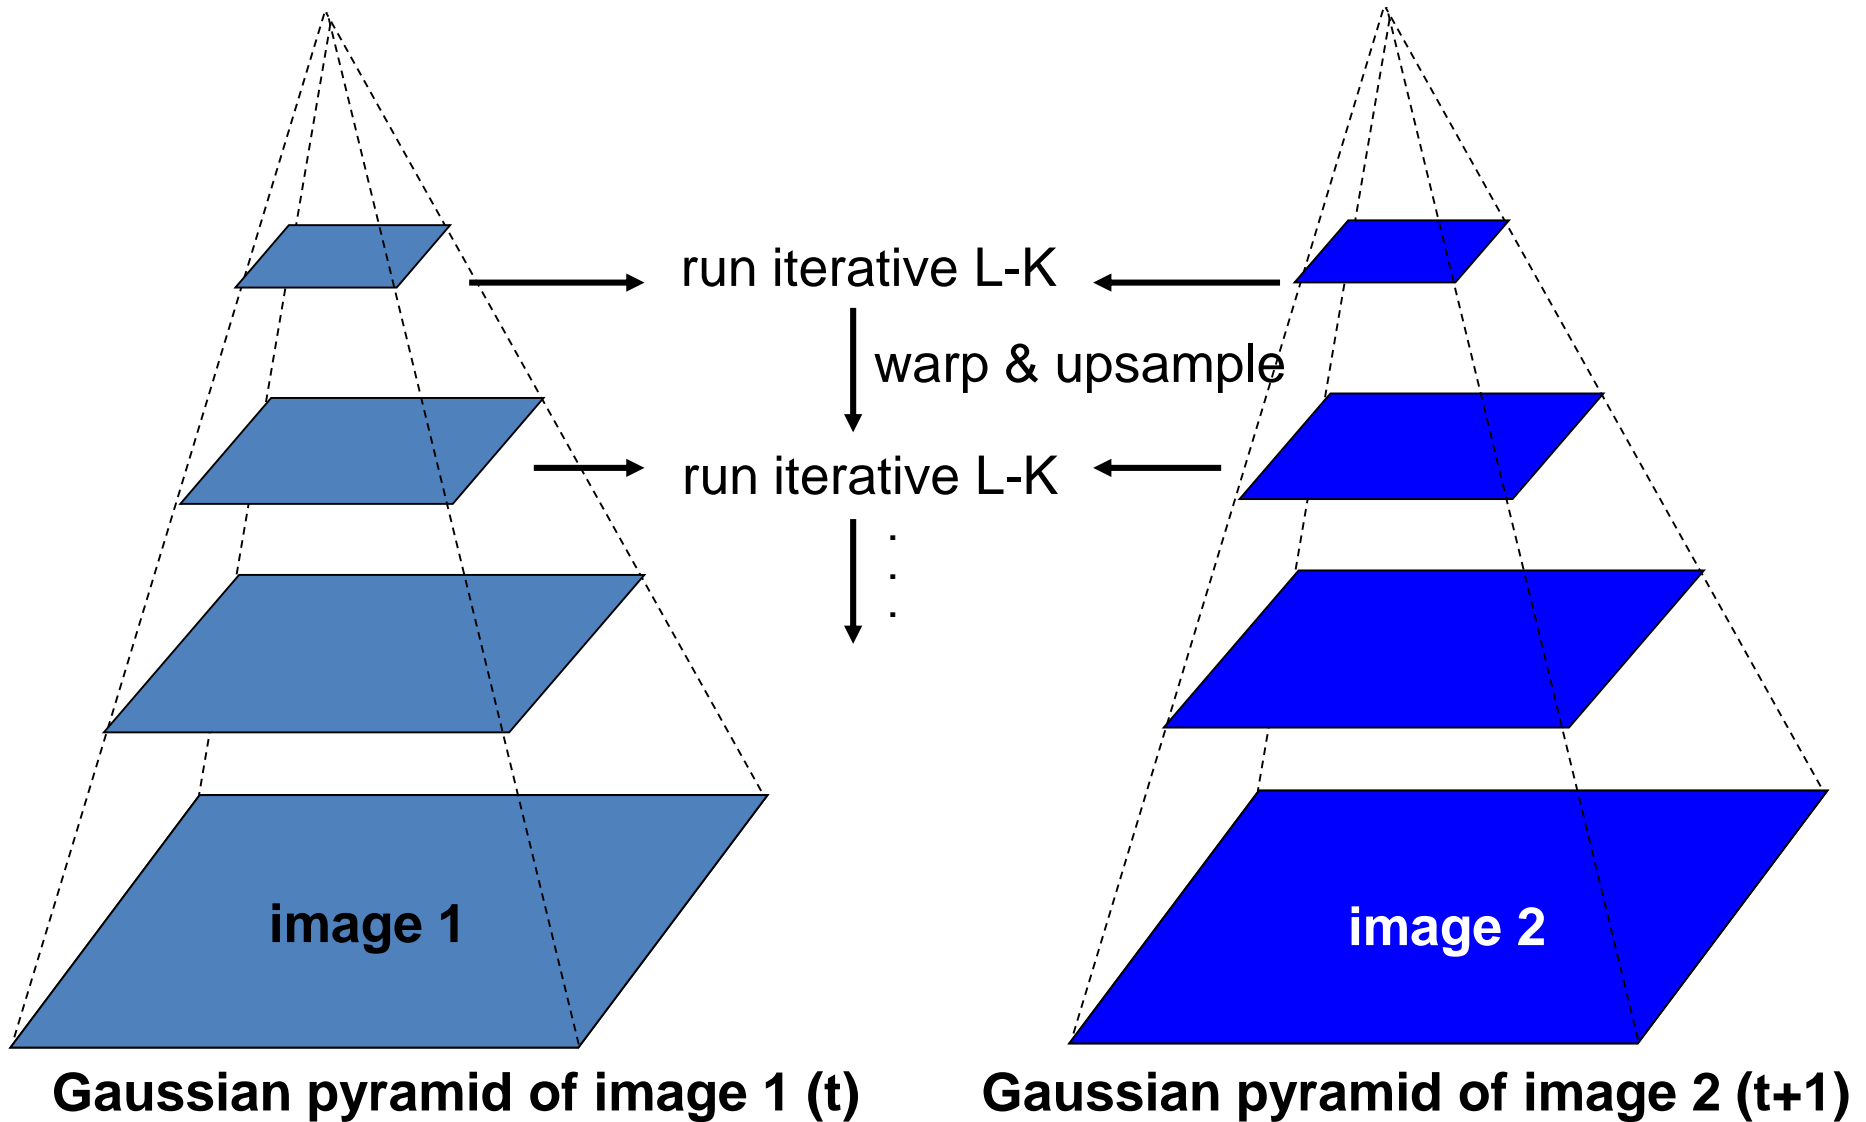 run iterative L-K
warp & upsample
run iterative L-K
.
.
.
image 1
image 2
Gaussian pyramid of image 1 (t)
Gaussian pyramid of image 2 (t+1)